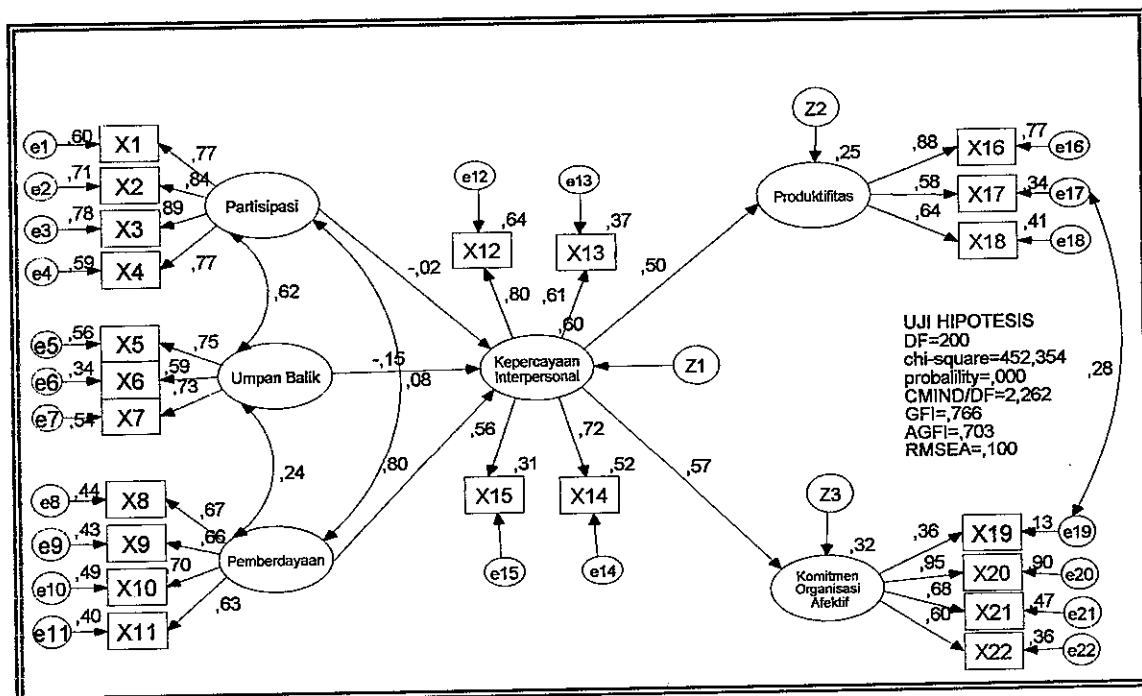 e1
,60
X1
,77
e2
,71
X2
,84
e3
,78
X3
,89
e4
,59
X4
,77
Partisipasi
,62
e5
,56
X5
,75
e6
,34
X6
,59
e7
X7
,73
Umpan Balik
,24
e8
,44
X8
,67
e9
,43
X9
,66
e10
,49
X10
,70
e11
,40
X11
,63
Pemberdayaan
-,02
-,15
,08
,80
e12
,64
X12
,80
e13
,37
X13
,61
,60
Kepercayaan
Interpersonal
Z1
,56
,31
X15
e15
,72
,52
X14
e14
,50
,57
Z2
,25
Produktifitas
,88
X16
,77
e16
,58
X17
,34
e17
,64
X18
,41
e18
UJI HIPOTESIS
DF=200
chi-square=452,354
probalility=,000
CMIND/DF=2,262
GFI=,766
AGFI=,703
RMSEA=,100
,28
Z3
,32
Komitmen
Organisasi
Afektif
,36
X19
,13
e19
,95
X20
,90
e20
,68
X21
,47
e21
,60
X22
,36
e22